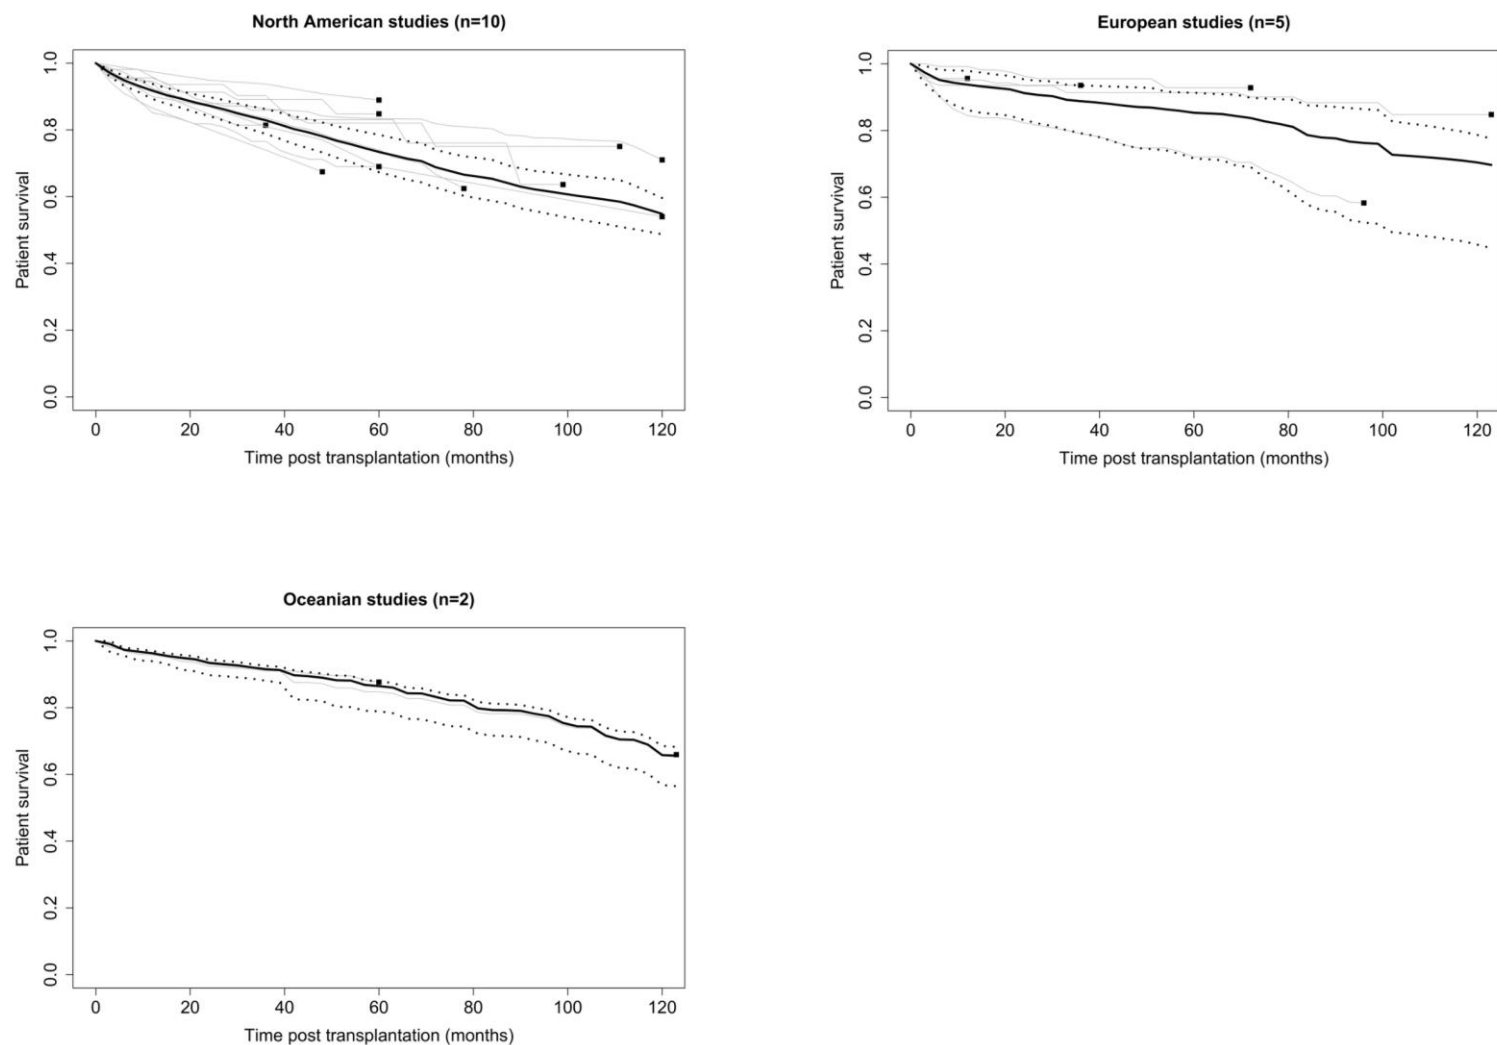 North American studies (n=10)
Patient survival
1.0
0.8
0.6
0.4
0.2
0.0
0 20 40 60 80 100 120
Time post transplantation (months)
European studies (n=5)
Patient survival
1.0
0.8
0.6
0.4
0.2
0.0
0 20 40 60 80 100 120
Time post transplantation (months)
Oceanian studies (n=2)
Patient survival
1.0
0.8
0.6
0.4
0.2
0.0
0 20 40 60 80 100 120
Time post transplantation (months)